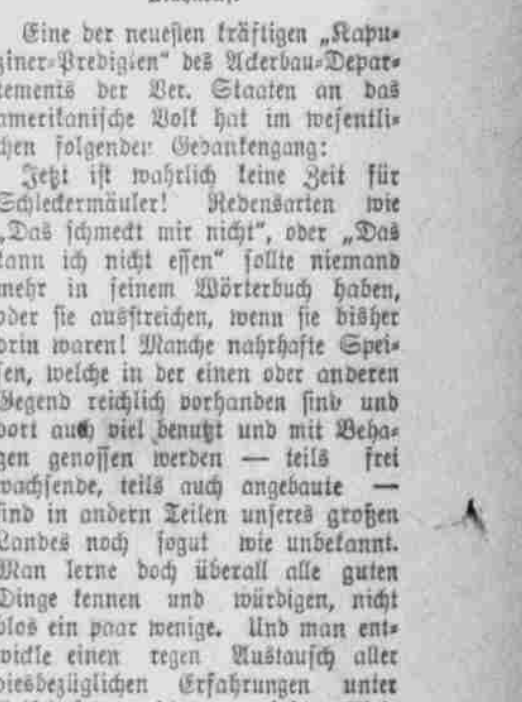 Eine der neuesten kräftigen „Kapu-
ziner-Predigten“ des Ackerbau-Depar-
tements der Ver. Staaten an das
amerikanische Volk hat im wesentli-
chen folgenden Gedankengang:
Jetzt ist wahrlich keine Zeit für
Schleckermäuler! Redensarten wie
„Das schmeckt mir nicht“, oder „Das
kann ich nicht essen“ sollte niemand
mehr in seinem Wörterbuch haben,
oder sie ausstreichen, wenn sie bisher
drin waren! Manche nahrhafte Spei-
sen, welche in der einen oder anderen
Gegend reichlich vorhanden sind und
dort auch viel benutzt und mit Beha-
gen genossen werden — teils frei
wachsende, teils auch angebaute —
sind in andern Teilen unseres großen
Landes noch sogut wie unbekannt.
Man lerne doch überall alle guten
Dinge kennen und würdigen, nicht
blos ein paar wenige. Und man ent-
wickle einen regen Austausch aller
diesbezüglichen Erfahrungen unter